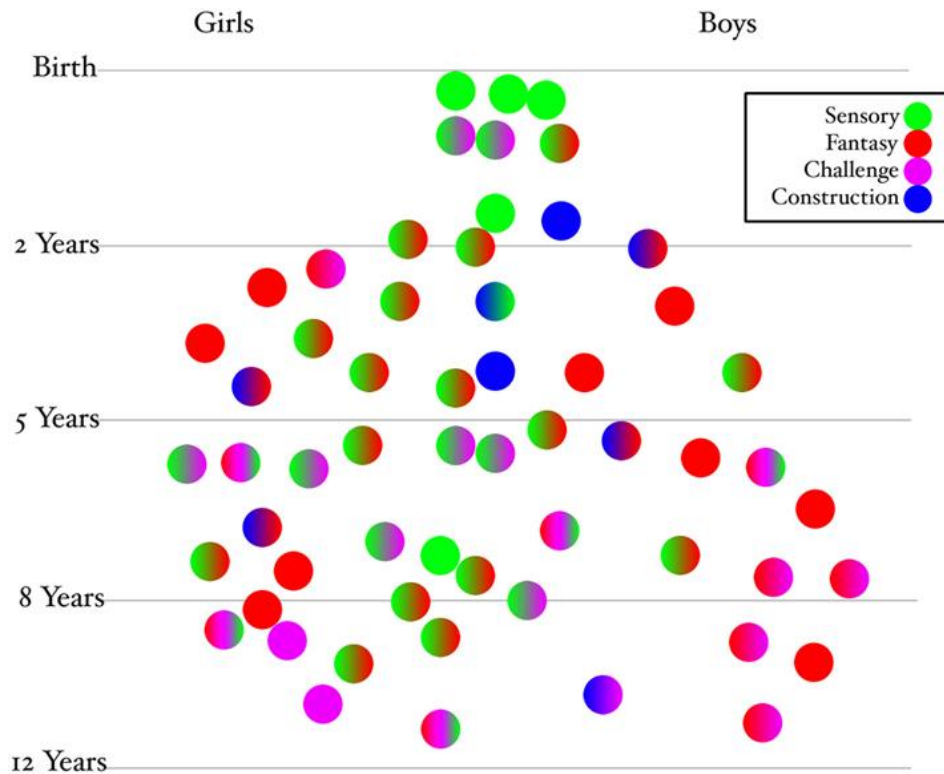 Girls
Boys
Birth
Sensory
Fantasy
Challenge
Construction
2 Years
5 Years
8 Years
12 Years